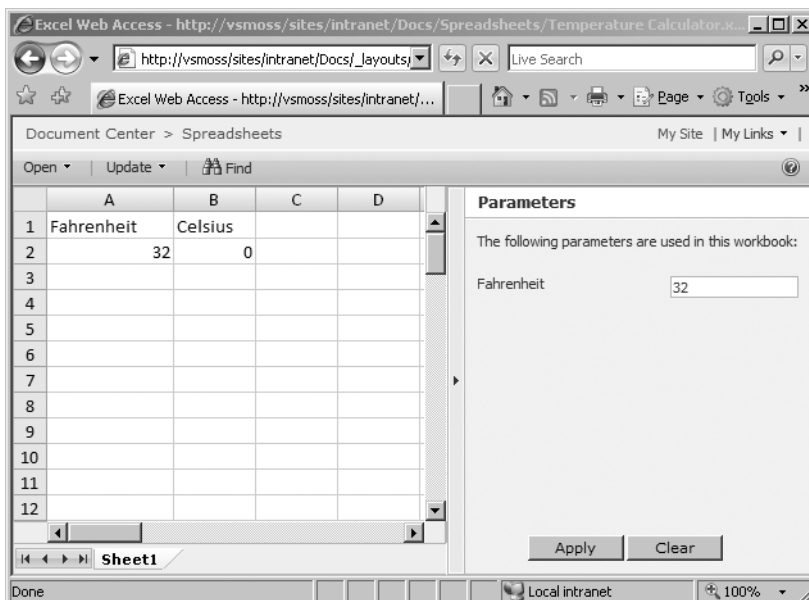 Excel Web Access - http://vsmoss/sites/intranet/Docs/Spreadsheets/Temperature Calculator.x...
http://vsmoss/sites/intranet/Docs/_layouts/
Live Search
Excel Web Access - http://vsmoss/sites/intranet/...
Page
Tools
»
Document Center > Spreadsheets
My Site | My Links |
Open | Update | Find
A B C D
1 Fahrenheit Celsius
2 32 0
3
4
5
6
7
8
9
10
11
12
Sheet1
Parameters
The following parameters are used in this workbook:
Fahrenheit 32
Apply Clear
Done
Local intranet
100%